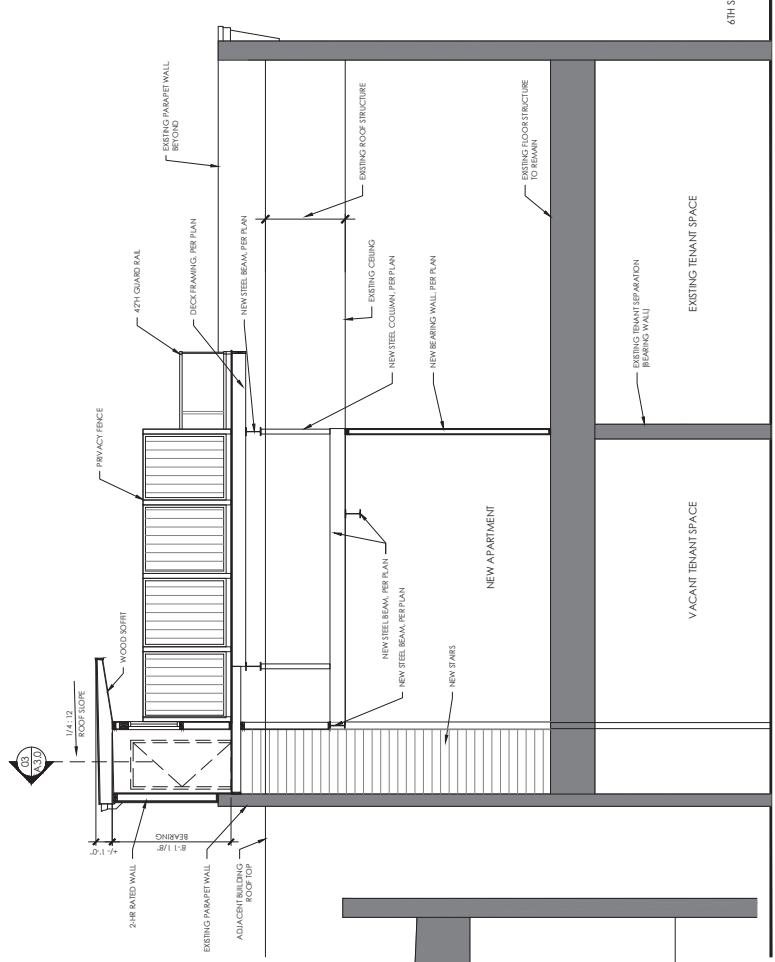 03
A3.0
1/4 : 12
ROOF SLOPE
WOOD SOFFIT
PRIVACY FENCE
42"H GUARD RAIL
DECK FRAMING, PER PLAN
NEW STEEL BEAM, PER PLAN
EXISTING PARAPET WALL
BEYOND
6TH S
+/- 1'-0"
8'-1 1/8"
BEARING
2-HR RATED WALL
EXISTING PARAPET WALL
ADJACENT BUILDING
ROOF TOP
EXISTING ROOF STRUCTURE
EXISTING CEILING
NEW STEEL COLUMN, PER PLAN
NEW BEARING WALL, PER PLAN
NEW STEEL BEAM, PER PLAN
NEW STEEL BEAM, PER PLAN
NEW STAIRS
NEW APARTMENT
EXISTING FLOOR STRUCTURE
TO REMAIN
EXISTING TENANT SEPARATION
(BEARING WALL)
VACANT TENANT SPACE
EXISTING TENANT SPACE